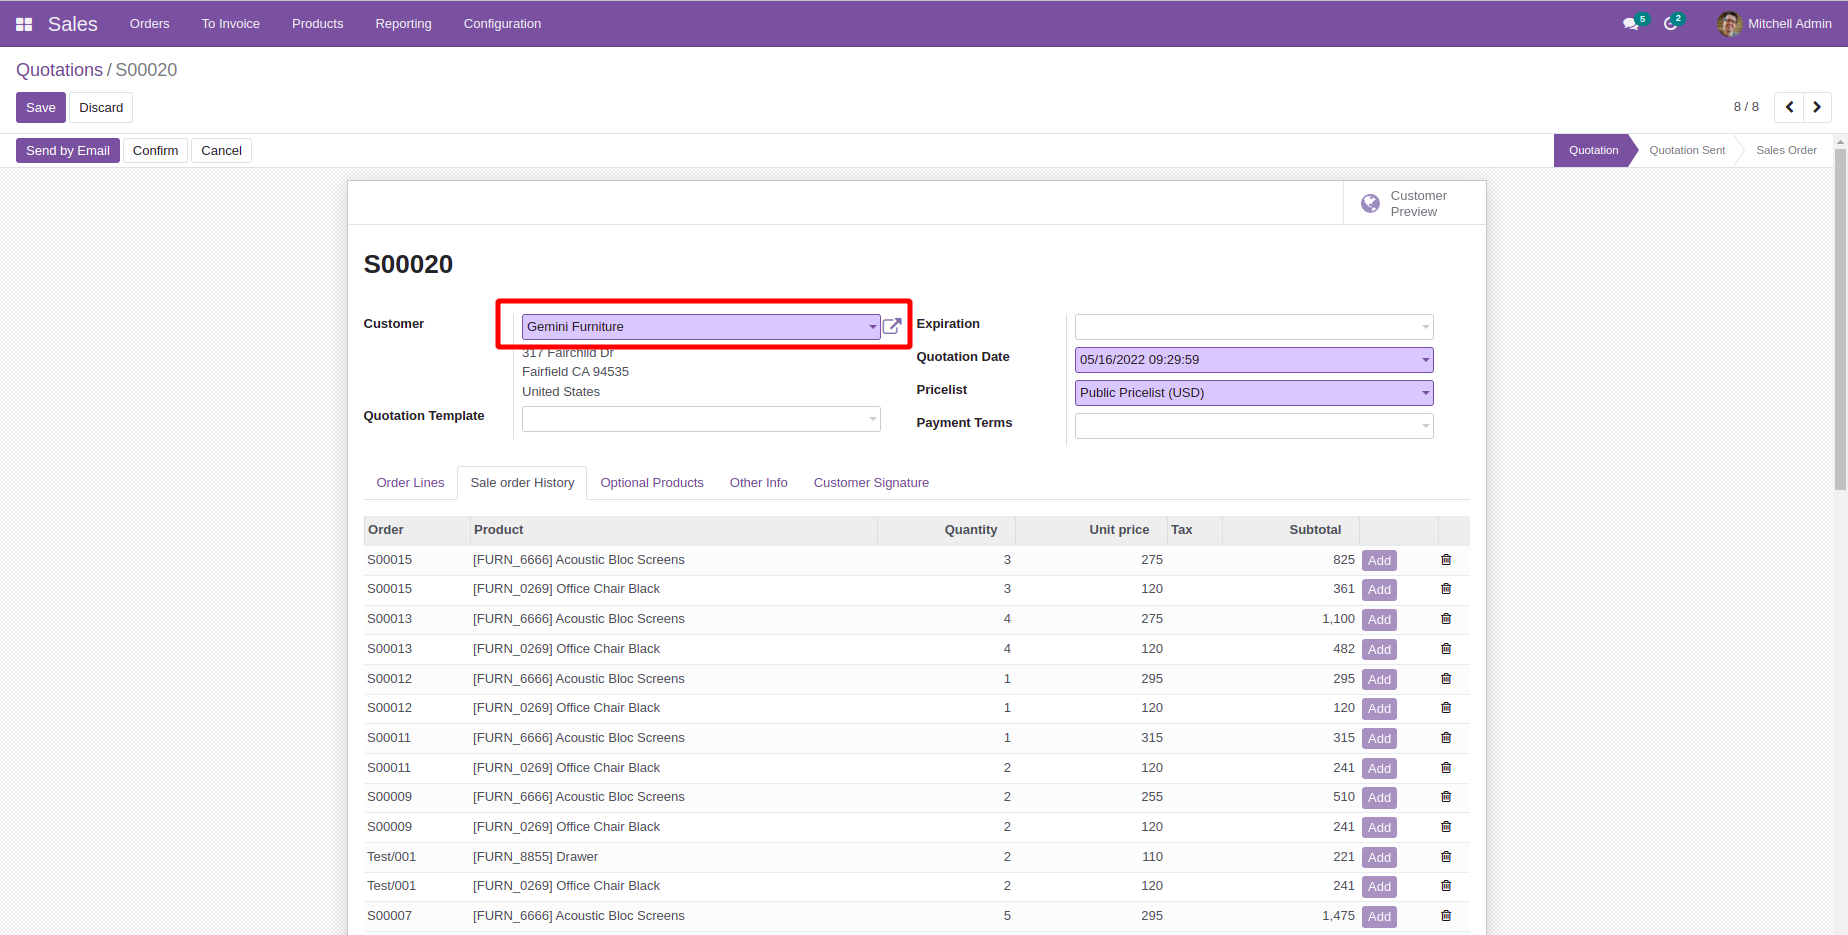 Sales Orders To Invoice Products Reporting Configuration 5 2 Mitchell Admin
Quotations / S00020
Save Discard 8 / 8
Send by Email Confirm Cancel Quotation Quotation Sent Sales Order
Customer
Preview
S00020
Customer Gemini Furniture Expiration
317 Fairchild Dr Quotation Date 05/16/2022 09:29:59
Fairfield CA 94535
United States Pricelist Public Pricelist (USD)
Quotation Template Payment Terms
Order Lines Sale order History Optional Products Other Info Customer Signature
Order Product Quantity Unit price Tax Subtotal
S00015 [FURN_6666] Acoustic Bloc Screens 3 275 825 Add
S00015 [FURN_0269] Office Chair Black 3 120 361 Add
S00013 [FURN_6666] Acoustic Bloc Screens 4 275 1,100 Add
S00013 [FURN_0269] Office Chair Black 4 120 482 Add
S00012 [FURN_6666] Acoustic Bloc Screens 1 295 295 Add
S00012 [FURN_0269] Office Chair Black 1 120 120 Add
S00011 [FURN_6666] Acoustic Bloc Screens 1 315 315 Add
S00011 [FURN_0269] Office Chair Black 2 120 241 Add
S00009 [FURN_6666] Acoustic Bloc Screens 2 255 510 Add
S00009 [FURN_0269] Office Chair Black 2 120 241 Add
Test/001 [FURN_8855] Drawer 2 110 221 Add
Test/001 [FURN_0269] Office Chair Black 2 120 241 Add
S00007 [FURN_6666] Acoustic Bloc Screens 5 295 1,475 Add